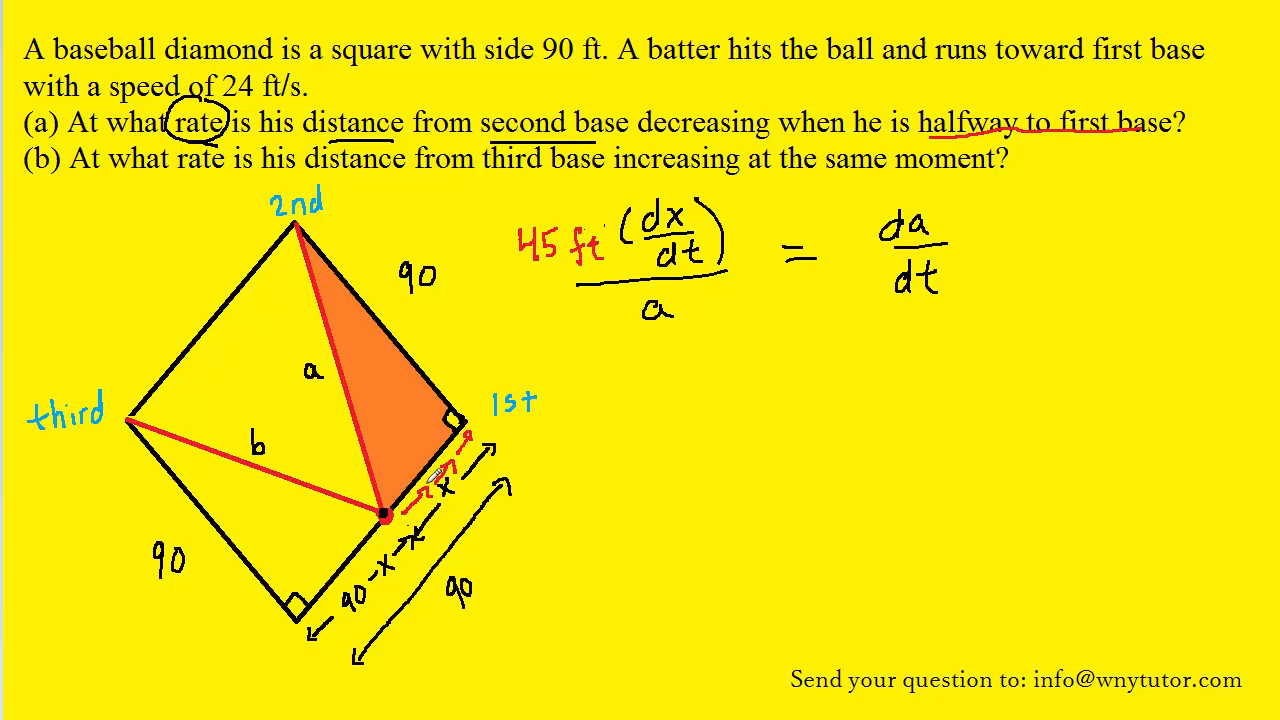 A baseball diamond is a square with side 90 ft. A batter hits the ball and runs toward first base
with a speed of 24 ft/s.
(a) At what rate is his distance from second base decreasing when he is halfway to first base?
(b) At what rate is his distance from third base increasing at the same moment?
2nd
45 ft (dx/dt) / a = da/dt
90
a
third
1st
b
x
90
90-x
90
Send your question to: info@wnytutor.com